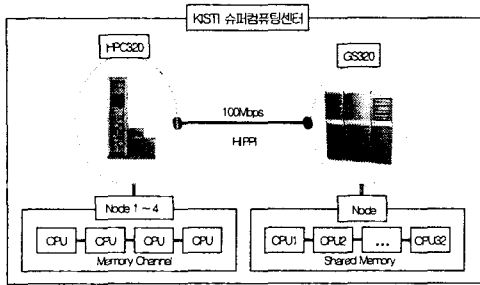 KISTI 슈퍼컴퓨팅센터
HPC320
GS320
100Mbps
HIPPI
Node 1 ~ 4
Node
CPU CPU CPU CPU
CPU1 CPU2 ... CPU32
Memory Channel
Shared Memory